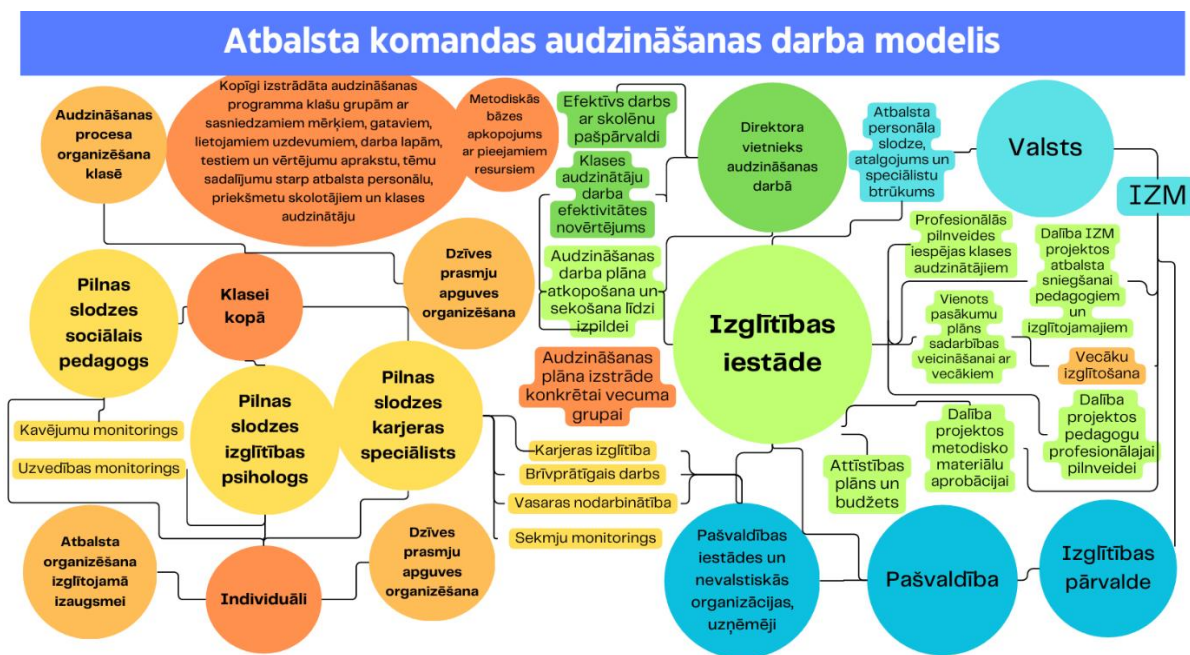 Atbalsta komandas audzināšanas darba modelis
Audzināšanas
procesa
organizēšana
klasē
Kopīgi izstrādāta audzināšanas
programma klašu grupām ar
sasniedzamiem mērķiem, gataviem,
lietojamiem uzdevumiem, darba lapām,
testiem un vērtējumu aprakstu, tēmu
sadalījumu starp atbalsta personālu,
priekšmetu skolotājiem un klases
audzinātāju
Metodiskās
bāzes
apkopojums
ar pieejamiem
resursiem
Efektīvs darbs
ar skolēnu
pašpārvaldi
Klases
audzinātāju
darba
efektivitātes
novērtējums
Audzināšanas
darba plāna
atkopošana un
sekošana līdzi
izpildei
Direktora
vietnieks
audzināšanas
darbā
Atbalsta
personāla
slodze,
atalgojums un
speciālistu
btrūkums
Valsts
IZM
Profesionālās
pilnveides
iespējas klases
audzinātājiem
Dalība IZM
projektos
atbalsta
sniegšanai
pedagogiem
un
izglītojamajiem
Vienots
pasākumu
plāns
sadarbības
veicināšanai ar
vecākiem
Vecāku
izglītošana
Izglītības
iestāde
Dzīves
prasmju
apguves
organizēšana
Pilnas
slodzes
sociālais
pedagogs
Klasei
kopā
Pilnas
slodzes
izglītības
psihologs
Pilnas
slodzes
karjeras
speciālists
Audzināšanas
plāna izstrāde
konkrētai vecuma
grupai
Kavējumu monitorings
Uzvedības monitorings
Karjeras izglītība
Brīvprātīgais darbs
Vasaras nodarbinātība
Sekmju monitorings
Attīstības
plāns un
budžets
Dalība
projektos
metodisko
materiālu
aprobācijai
Dalība
projektos
pedagogu
profesionālajai
pilnveidei
Atbalsta
organizēšana
izglītojamā
izaugsmei
Individuāli
Dzīves
prasmju
apguves
organizēšana
Pašvaldības
iestādes un
nevalstiskās
organizācijas,
uzņēmēji
Pašvaldība
Izglītības
pārvalde